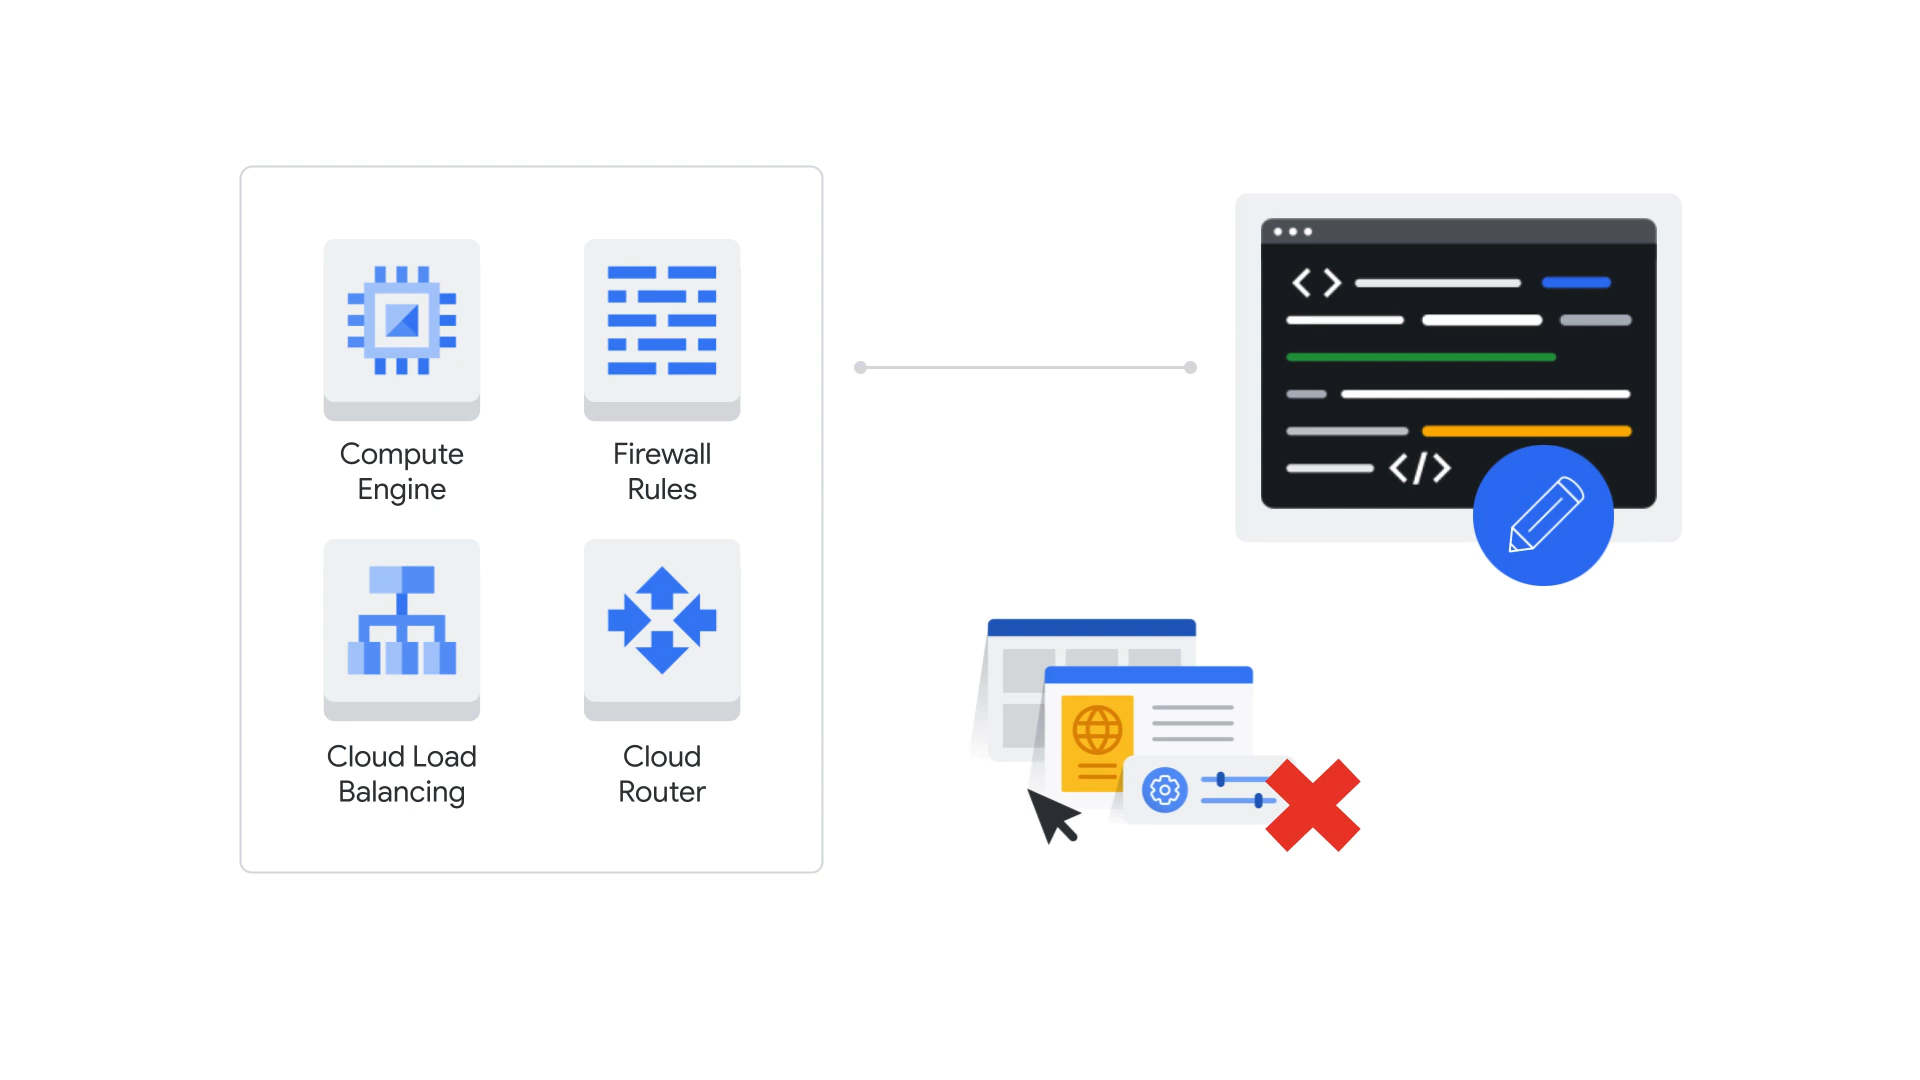 Compute
Engine
Firewall
Rules
Cloud Load
Balancing
Cloud
Router